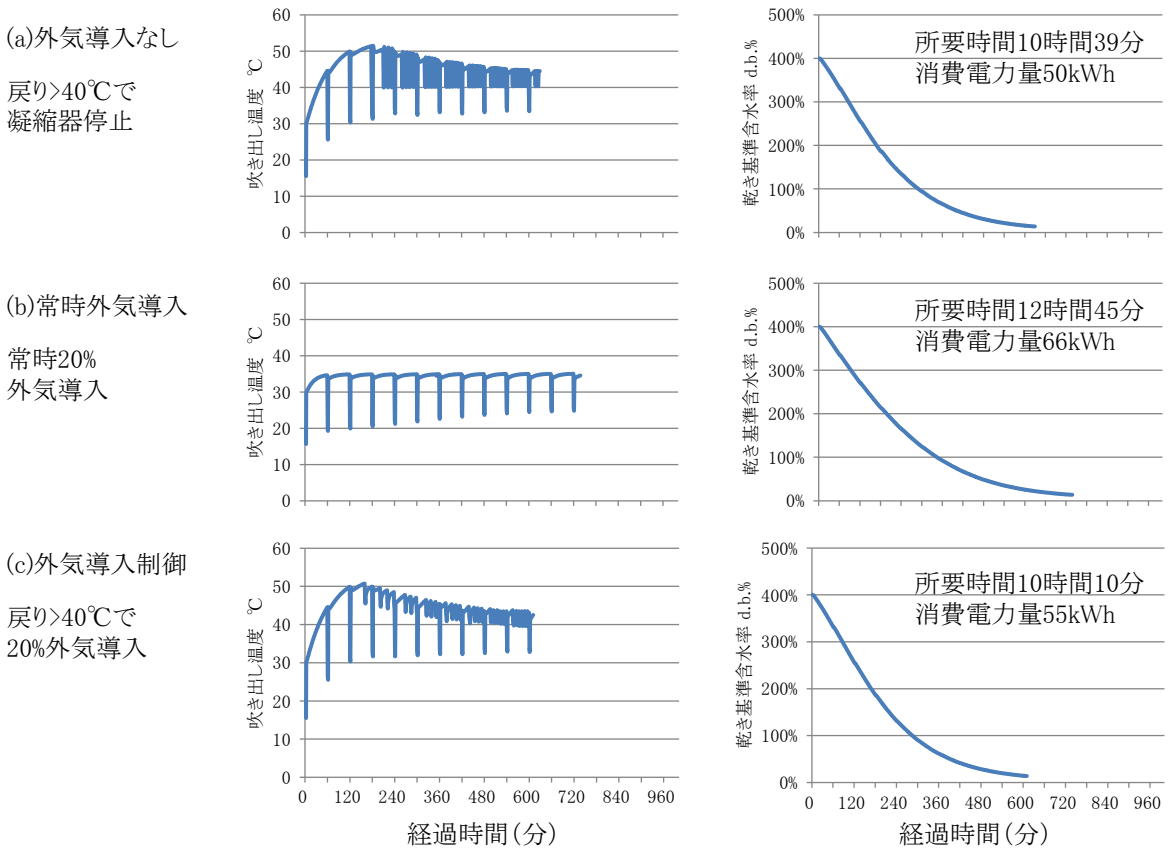 (a)外気導入なし
戻り>40℃で
凝縮器停止
吹き出し温度 ℃
60
50
40
30
20
10
0
乾き基準含水率 d.b.%
500%
400%
300%
200%
100%
0%
所要時間10時間39分
消費電力量50kWh
(b)常時外気導入
常時20%
外気導入
吹き出し温度 ℃
60
50
40
30
20
10
0
乾き基準含水率 d.b.%
500%
400%
300%
200%
100%
0%
所要時間12時間45分
消費電力量66kWh
(c)外気導入制御
戻り>40℃で
20%外気導入
吹き出し温度 ℃
60
50
40
30
20
10
0
0 120 240 360 480 600 720 840 960
経過時間(分)
乾き基準含水率 d.b.%
500%
400%
300%
200%
100%
0%
所要時間10時間10分
消費電力量55kWh
0 120 240 360 480 600 720 840 960
経過時間(分)